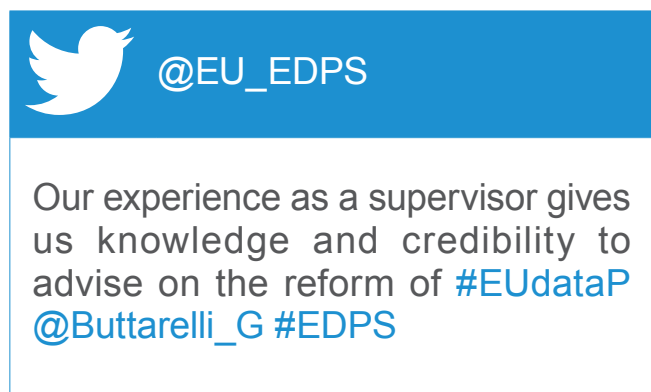 @EU_EDPS
Our experience as a supervisor gives
us knowledge and credibility to
advise on the reform of #EUdataP
@Buttarelli_G #EDPS